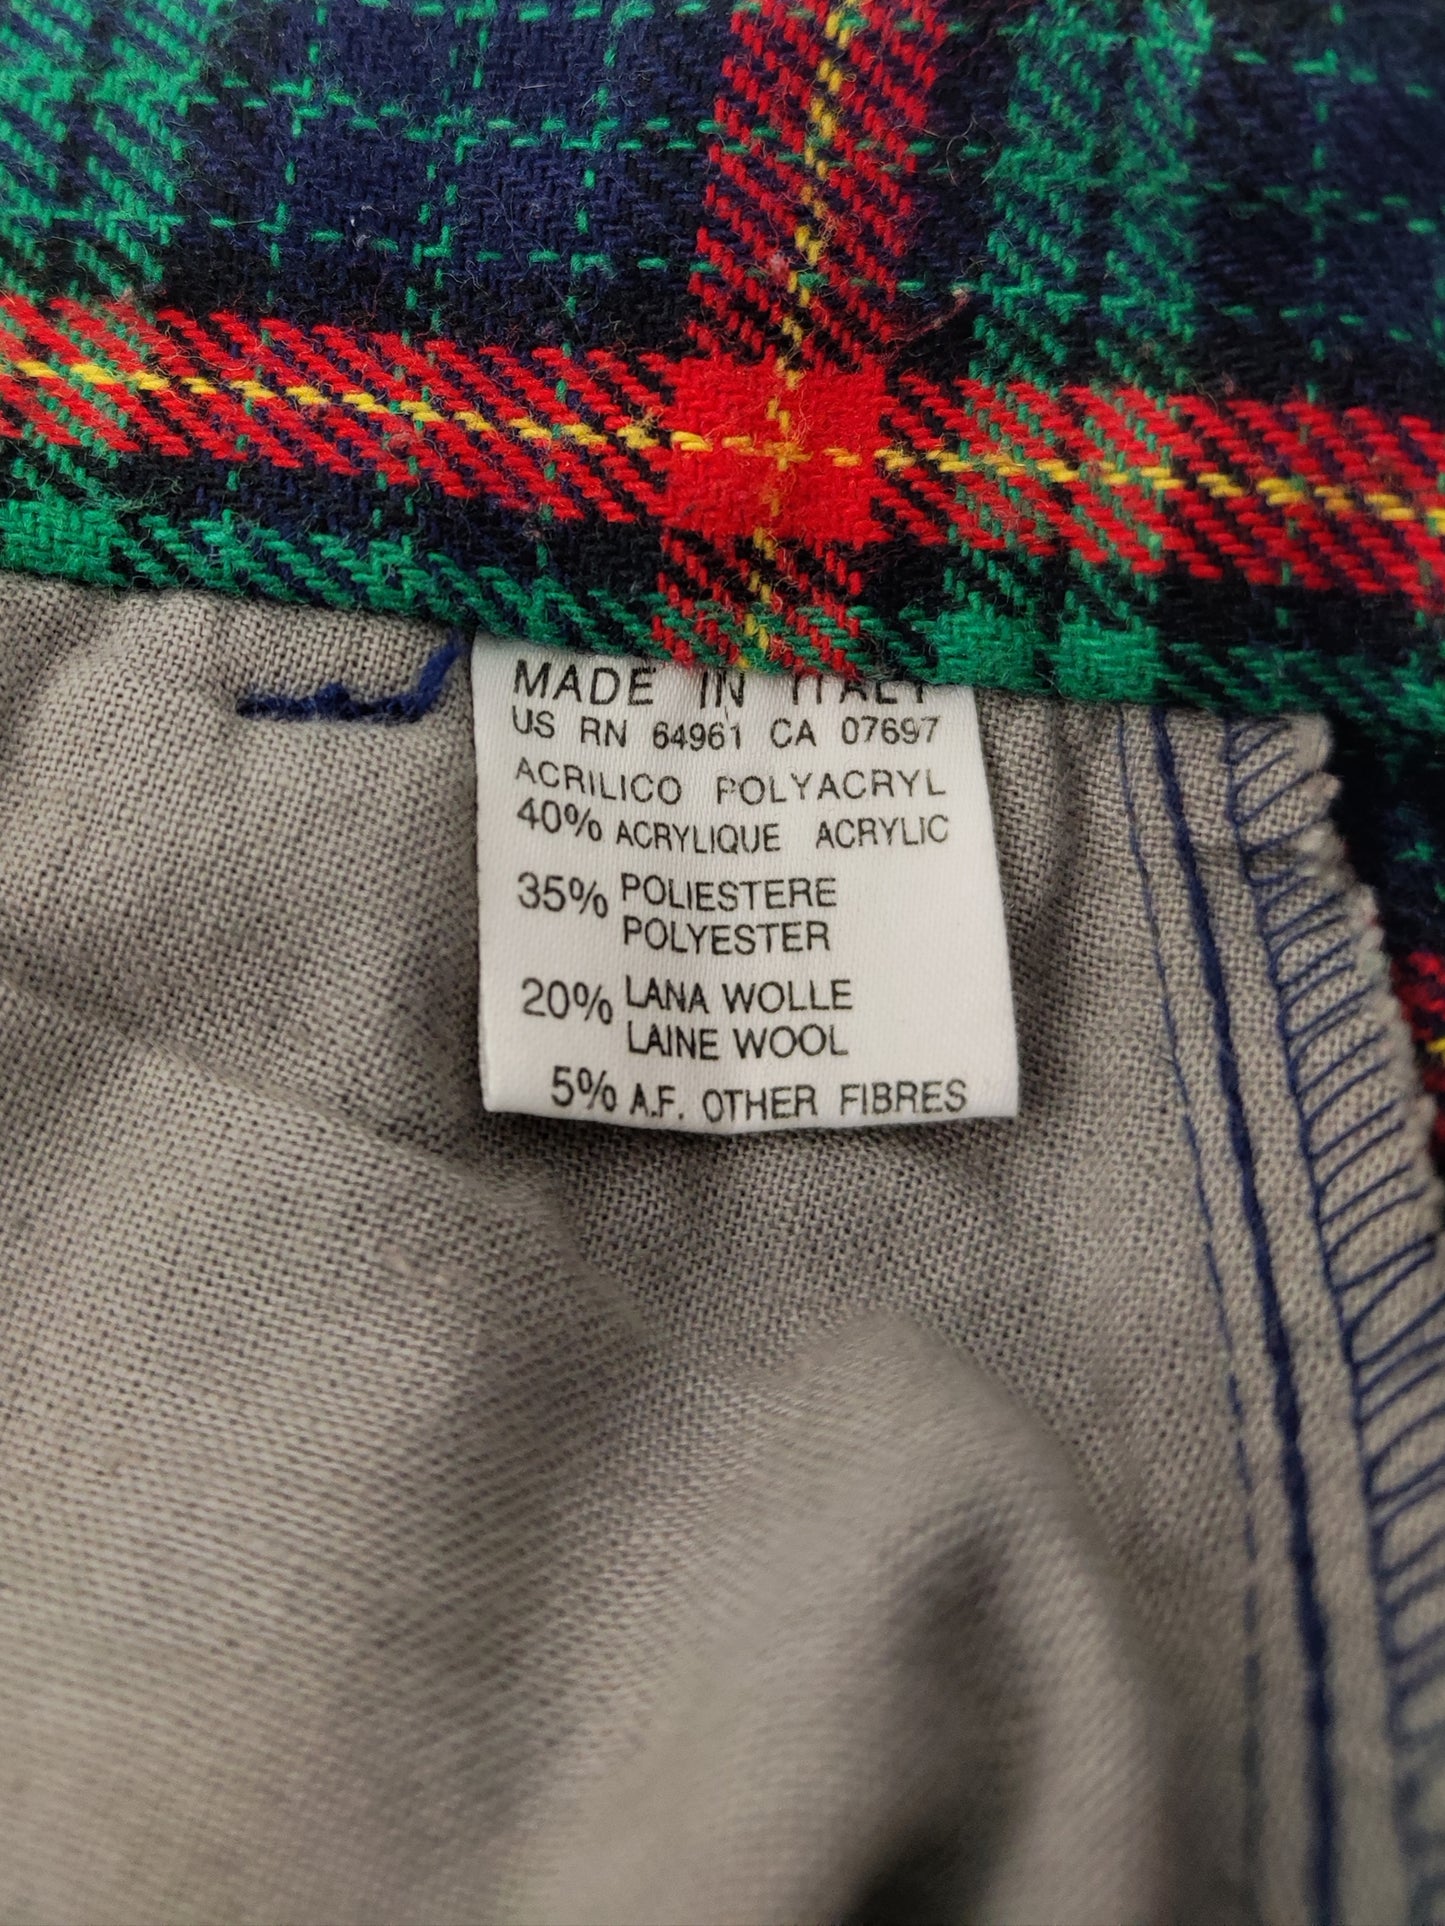 MADE IN ITALY
US RN 64961 CA 07697
ACRILICO POLYACRYL
40% ACRYLIQUE ACRYLIC
35% POLIESTERE
POLYESTER
20% LANA WOLLE
LAINE WOOL
5% A.F. OTHER FIBRES